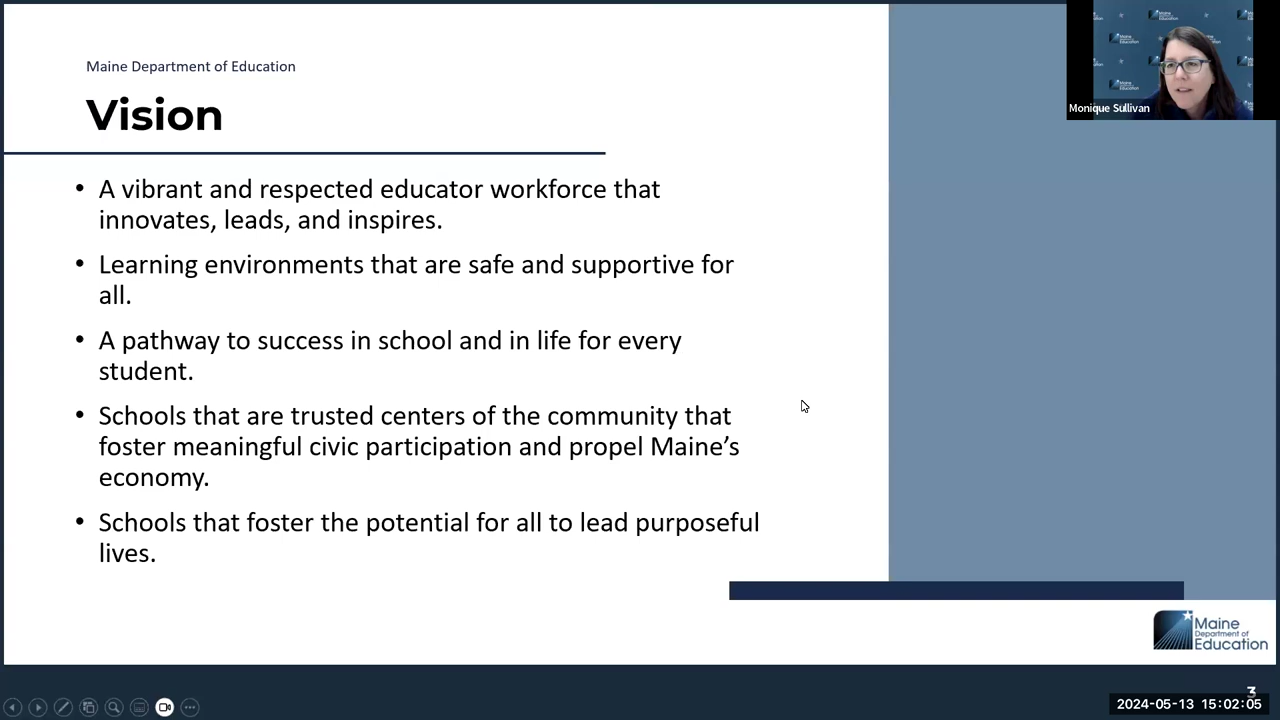 Maine Department of Education
Vision
• A vibrant and respected educator workforce that
innovates, leads, and inspires.
• Learning environments that are safe and supportive for
all.
• A pathway to success in school and in life for every
student.
• Schools that are trusted centers of the community that
foster meaningful civic participation and propel Maine’s
economy.
• Schools that foster the potential for all to lead purposeful
lives.
Monique Sullivan
Maine
Department of
Education
3
2024-05-13 15:02:05